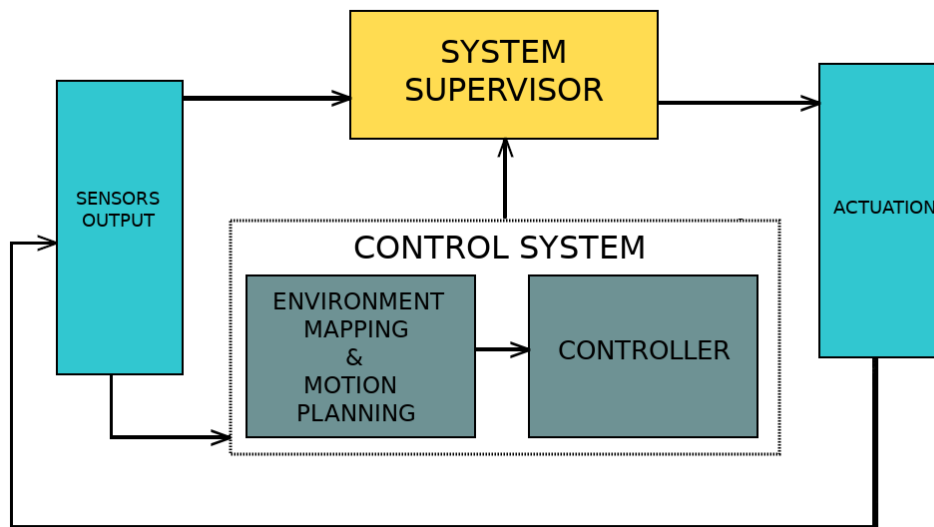 SYSTEM
SUPERVISOR
SENSORS
OUTPUT
ACTUATION
CONTROL SYSTEM
ENVIRONMENT
MAPPING
&
MOTION
PLANNING
CONTROLLER